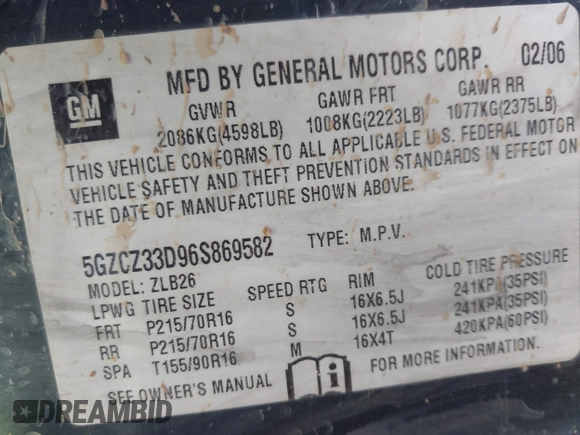 GM
MFD BY GENERAL MOTORS CORP. 02/06
GVWR GAWR FRT GAWR RR
2086KG(4598LB) 1008KG(2223LB) 1077KG(2375LB)
THIS VEHICLE CONFORMS TO ALL APPLICABLE U.S. FEDERAL MOTOR
VEHICLE SAFETY AND THEFT PREVENTION STANDARDS IN EFFECT ON
THE DATE OF MANUFACTURE SHOWN ABOVE.
5GZCZ33D96S869582 TYPE: M.P.V.
MODEL: ZLB26
LPWG TIRE SIZE SPEED RTG RIM COLD TIRE PRESSURE
FRT P215/70R16 S 16X6.5J 241KPA(35PSI)
RR P215/70R16 S 16X6.5J 241KPA(35PSI)
SPA T155/90R16 M 16X4T 420KPA(60PSI)
SEE OWNER'S MANUAL i FOR MORE INFORMATION.
DREAMBID